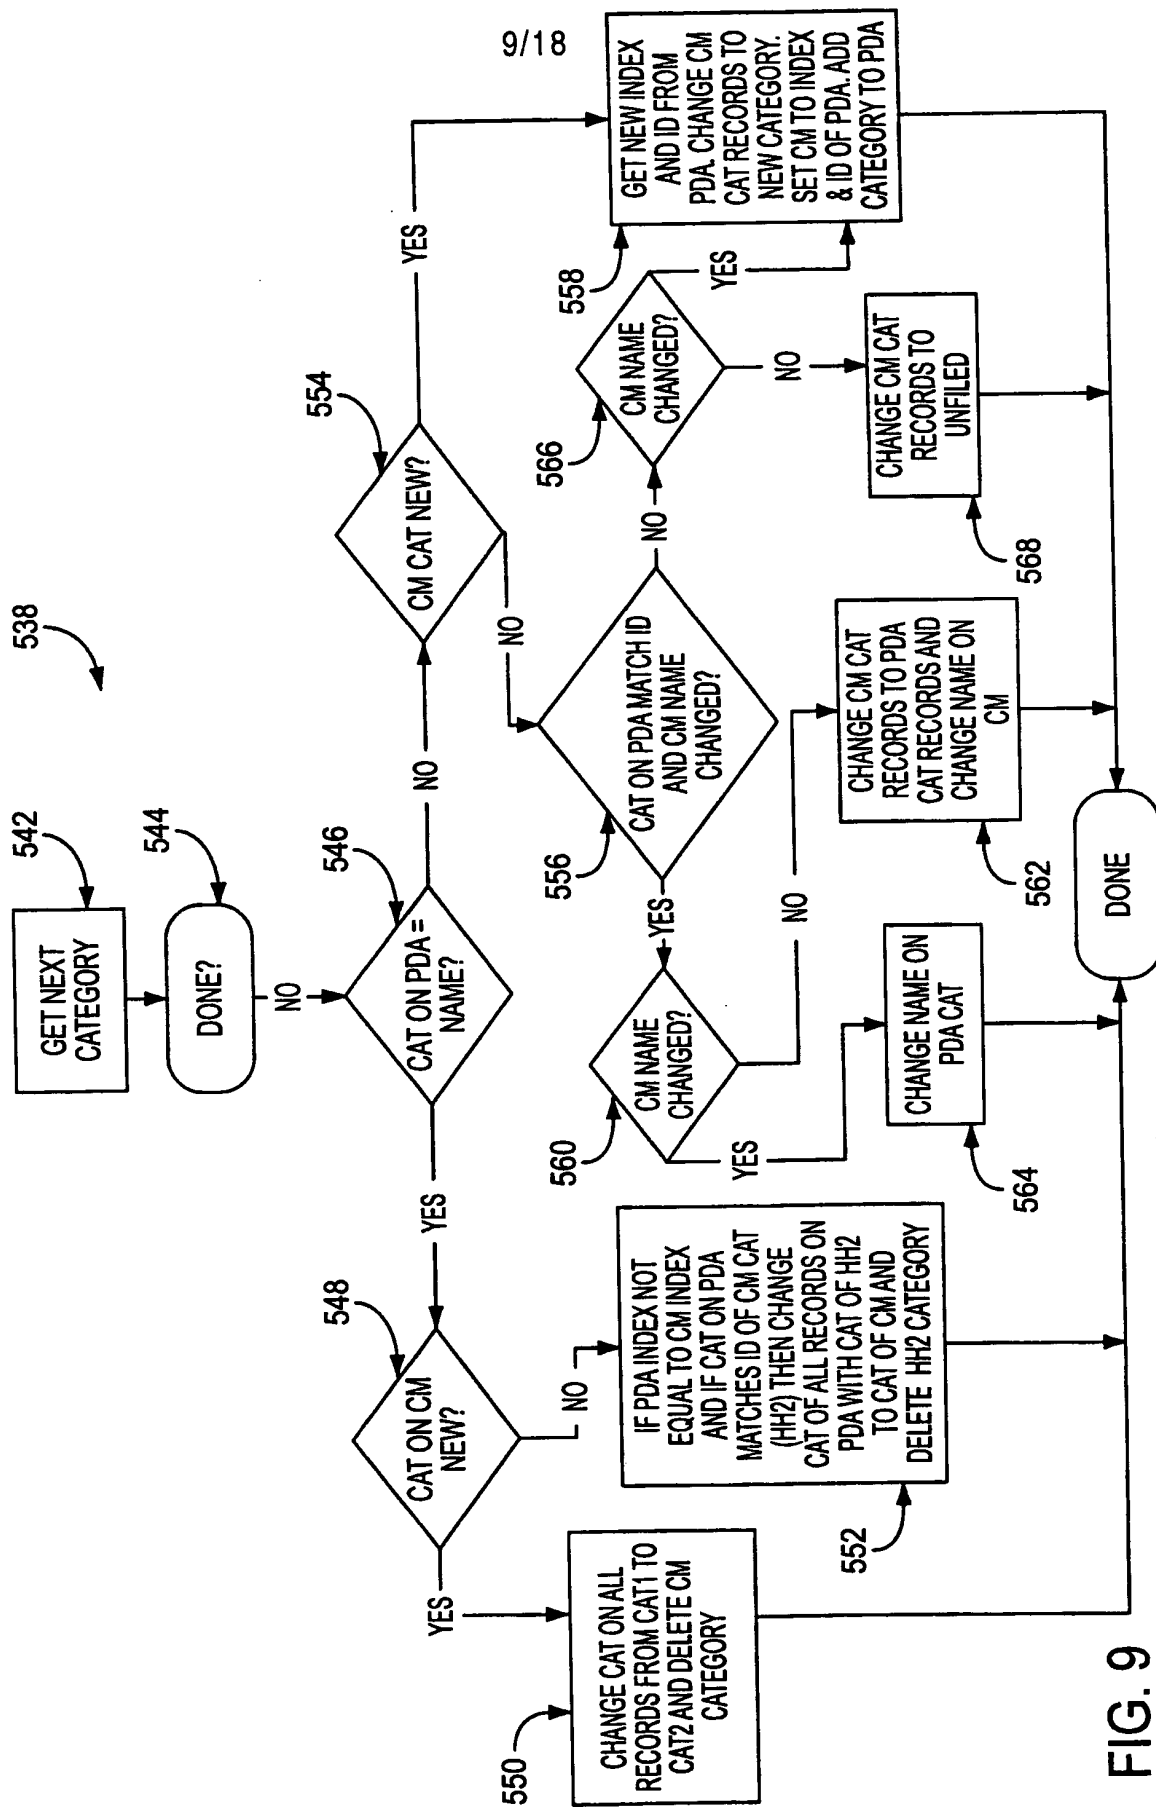 9/18
538
542
GET NEXT
CATEGORY
544
DONE?
NO
546
CAT ON PDA =
NAME?
YES
NO
548
CAT ON CM
NEW?
YES
NO
554
CM CAT NEW?
YES
NO
550
CHANGE CAT ON ALL
RECORDS FROM CAT1 TO
CAT2 AND DELETE CM
CATEGORY
552
IF PDA INDEX NOT
EQUAL TO CM INDEX
AND IF CAT ON PDA
MATCHES ID OF CM CAT
(HH2) THEN CHANGE
CAT OF ALL RECORDS ON
PDA WITH CAT OF HH2
TO CAT OF CM AND
DELETE HH2 CATEGORY
556
CAT ON PDA MATCH ID
AND CM NAME
CHANGED?
YES
NO
560
CM NAME
CHANGED?
YES
NO
566
CM NAME
CHANGED?
YES
NO
558
GET NEW INDEX
AND ID FROM
PDA. CHANGE CM
CAT RECORDS TO
NEW CATEGORY.
SET CM TO INDEX
& ID OF PDA. ADD
CATEGORY TO PDA
564
CHANGE NAME ON
PDA CAT
562
CHANGE CM CAT
RECORDS TO PDA
CAT RECORDS AND
CHANGE NAME ON
CM
568
CHANGE CM CAT
RECORDS TO
UNFILED
DONE
FIG. 9